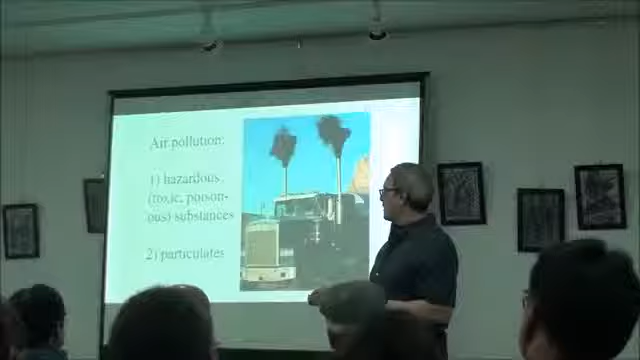 Air pollution:
1) hazardous
(toxic, poison-
ous) substances
2) particulates